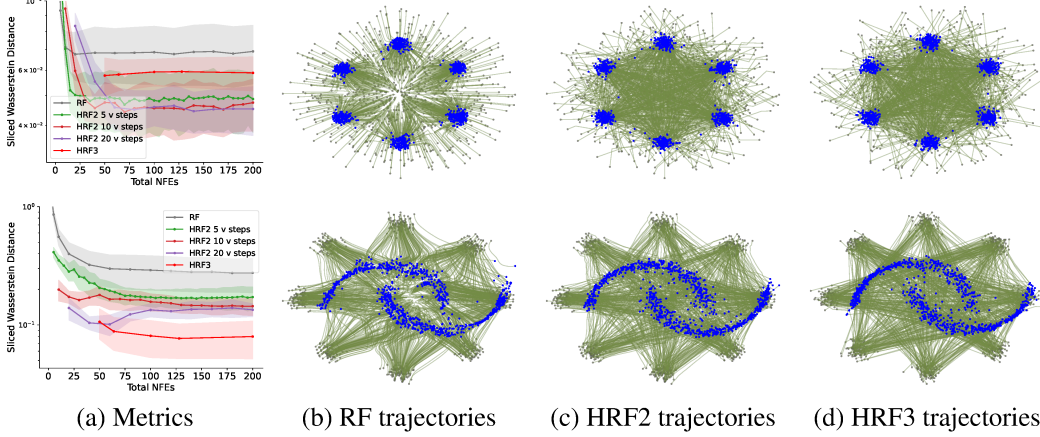 Sliced Wasserstein Distance
6 × 10⁻²
4 × 10⁻²
RF
HRF2 5 v steps
HRF2 10 v steps
HRF2 20 v steps
HRF3
0 25 50 75 100 125 150 175 200
Total NFEs
Sliced Wasserstein Distance
10⁰
10⁻¹
RF
HRF2 5 v steps
HRF2 10 v steps
HRF2 20 v steps
HRF3
0 25 50 75 100 125 150 175 200
Total NFEs
(a) Metrics (b) RF trajectories (c) HRF2 trajectories (d) HRF3 trajectories